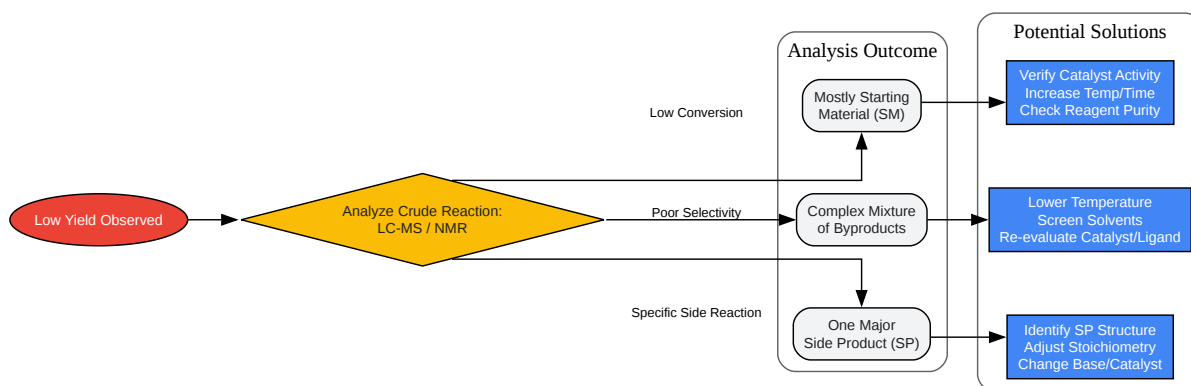 Low Yield Observed
Analyze Crude Reaction:
LC-MS / NMR
Low Conversion
Poor Selectivity
Specific Side Reaction
Analysis Outcome
Mostly Starting
Material (SM)
Complex Mixture
of Byproducts
One Major
Side Product (SP)
Potential Solutions
Verify Catalyst Activity
Increase Temp/Time
Check Reagent Purity
Lower Temperature
Screen Solvents
Re-evaluate Catalyst/Ligand
Identify SP Structure
Adjust Stoichiometry
Change Base/Catalyst